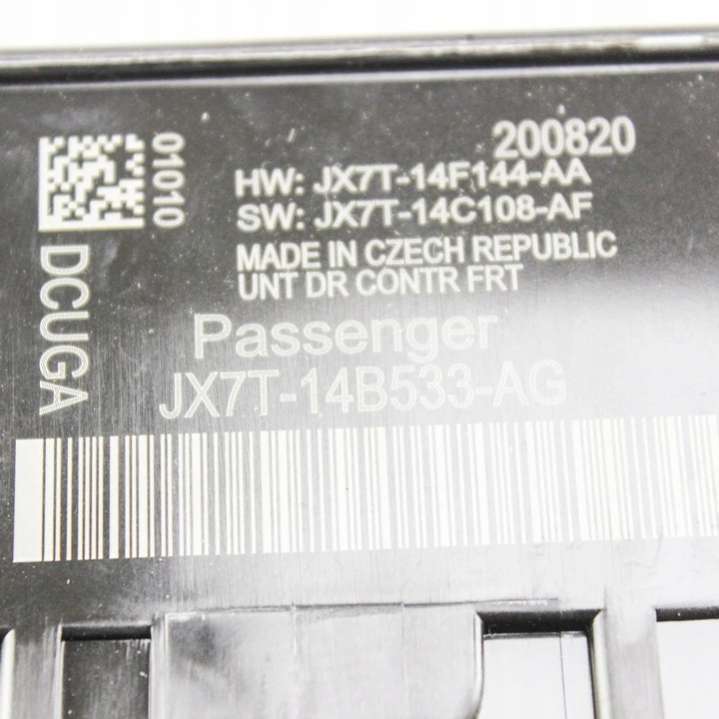 200820
01010
HW: JX7T-14F144-AA
SW: JX7T-14C108-AF
MADE IN CZECH REPUBLIC
UNT DR CONTR FRT
DCUGA
Passenger
JX7T-14B533-AG